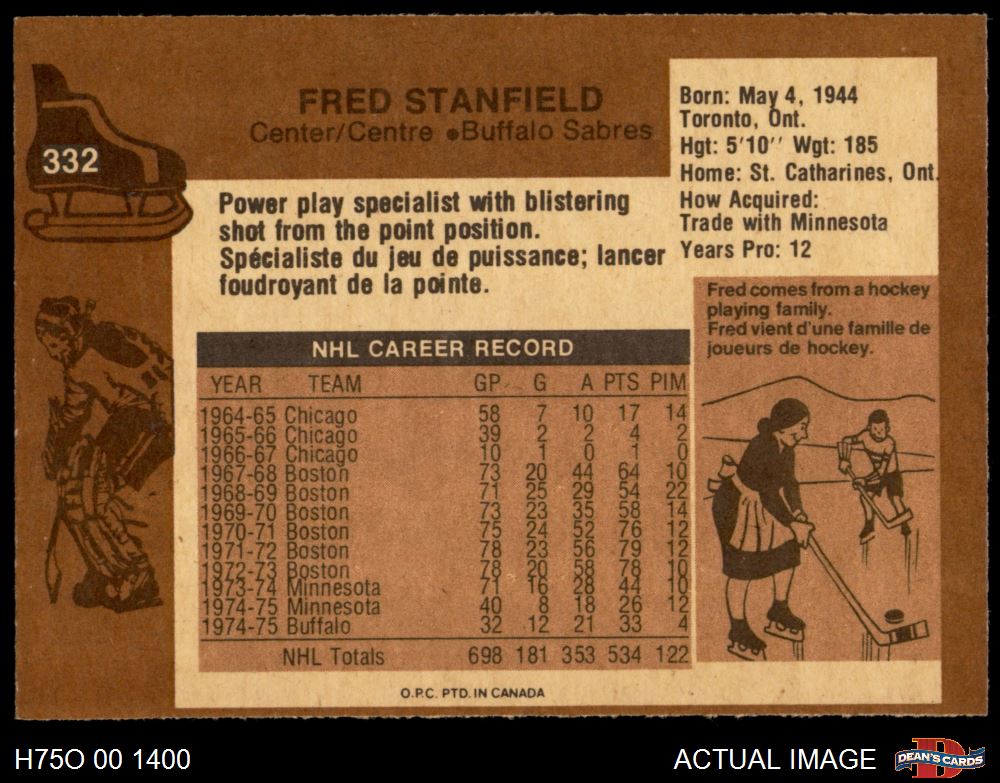 332
FRED STANFIELD
Center/Centre ●Buffalo Sabres
Born: May 4, 1944
Toronto, Ont.
Hgt: 5'10'' Wgt: 185
Home: St. Catharines, Ont.
How Acquired:
Trade with Minnesota
Years Pro: 12
Power play specialist with blistering
shot from the point position.
Spécialiste du jeu de puissance; lancer
foudroyant de la pointe.
Fred comes from a hockey
playing family.
Fred vient d'une famille de
joueurs de hockey.
NHL CAREER RECORD
YEAR TEAM GP G A PTS PIM
1964-65 Chicago 58 7 10 17 14
1965-66 Chicago 39 2 2 4 2
1966-67 Chicago 10 1 0 1 0
1967-68 Boston 73 20 44 64 10
1968-69 Boston 71 25 29 54 22
1969-70 Boston 73 23 35 58 14
1970-71 Boston 75 24 52 76 12
1971-72 Boston 78 23 56 79 12
1972-73 Boston 78 20 58 78 10
1973-74 Minnesota 71 16 28 44 10
1974-75 Minnesota 40 8 18 26 12
1974-75 Buffalo 32 12 21 33 4
NHL Totals 698 181 353 534 122
O.P.C. PTD. IN CANADA
H75O 00 1400
ACTUAL IMAGE
DEAN'S CARDS